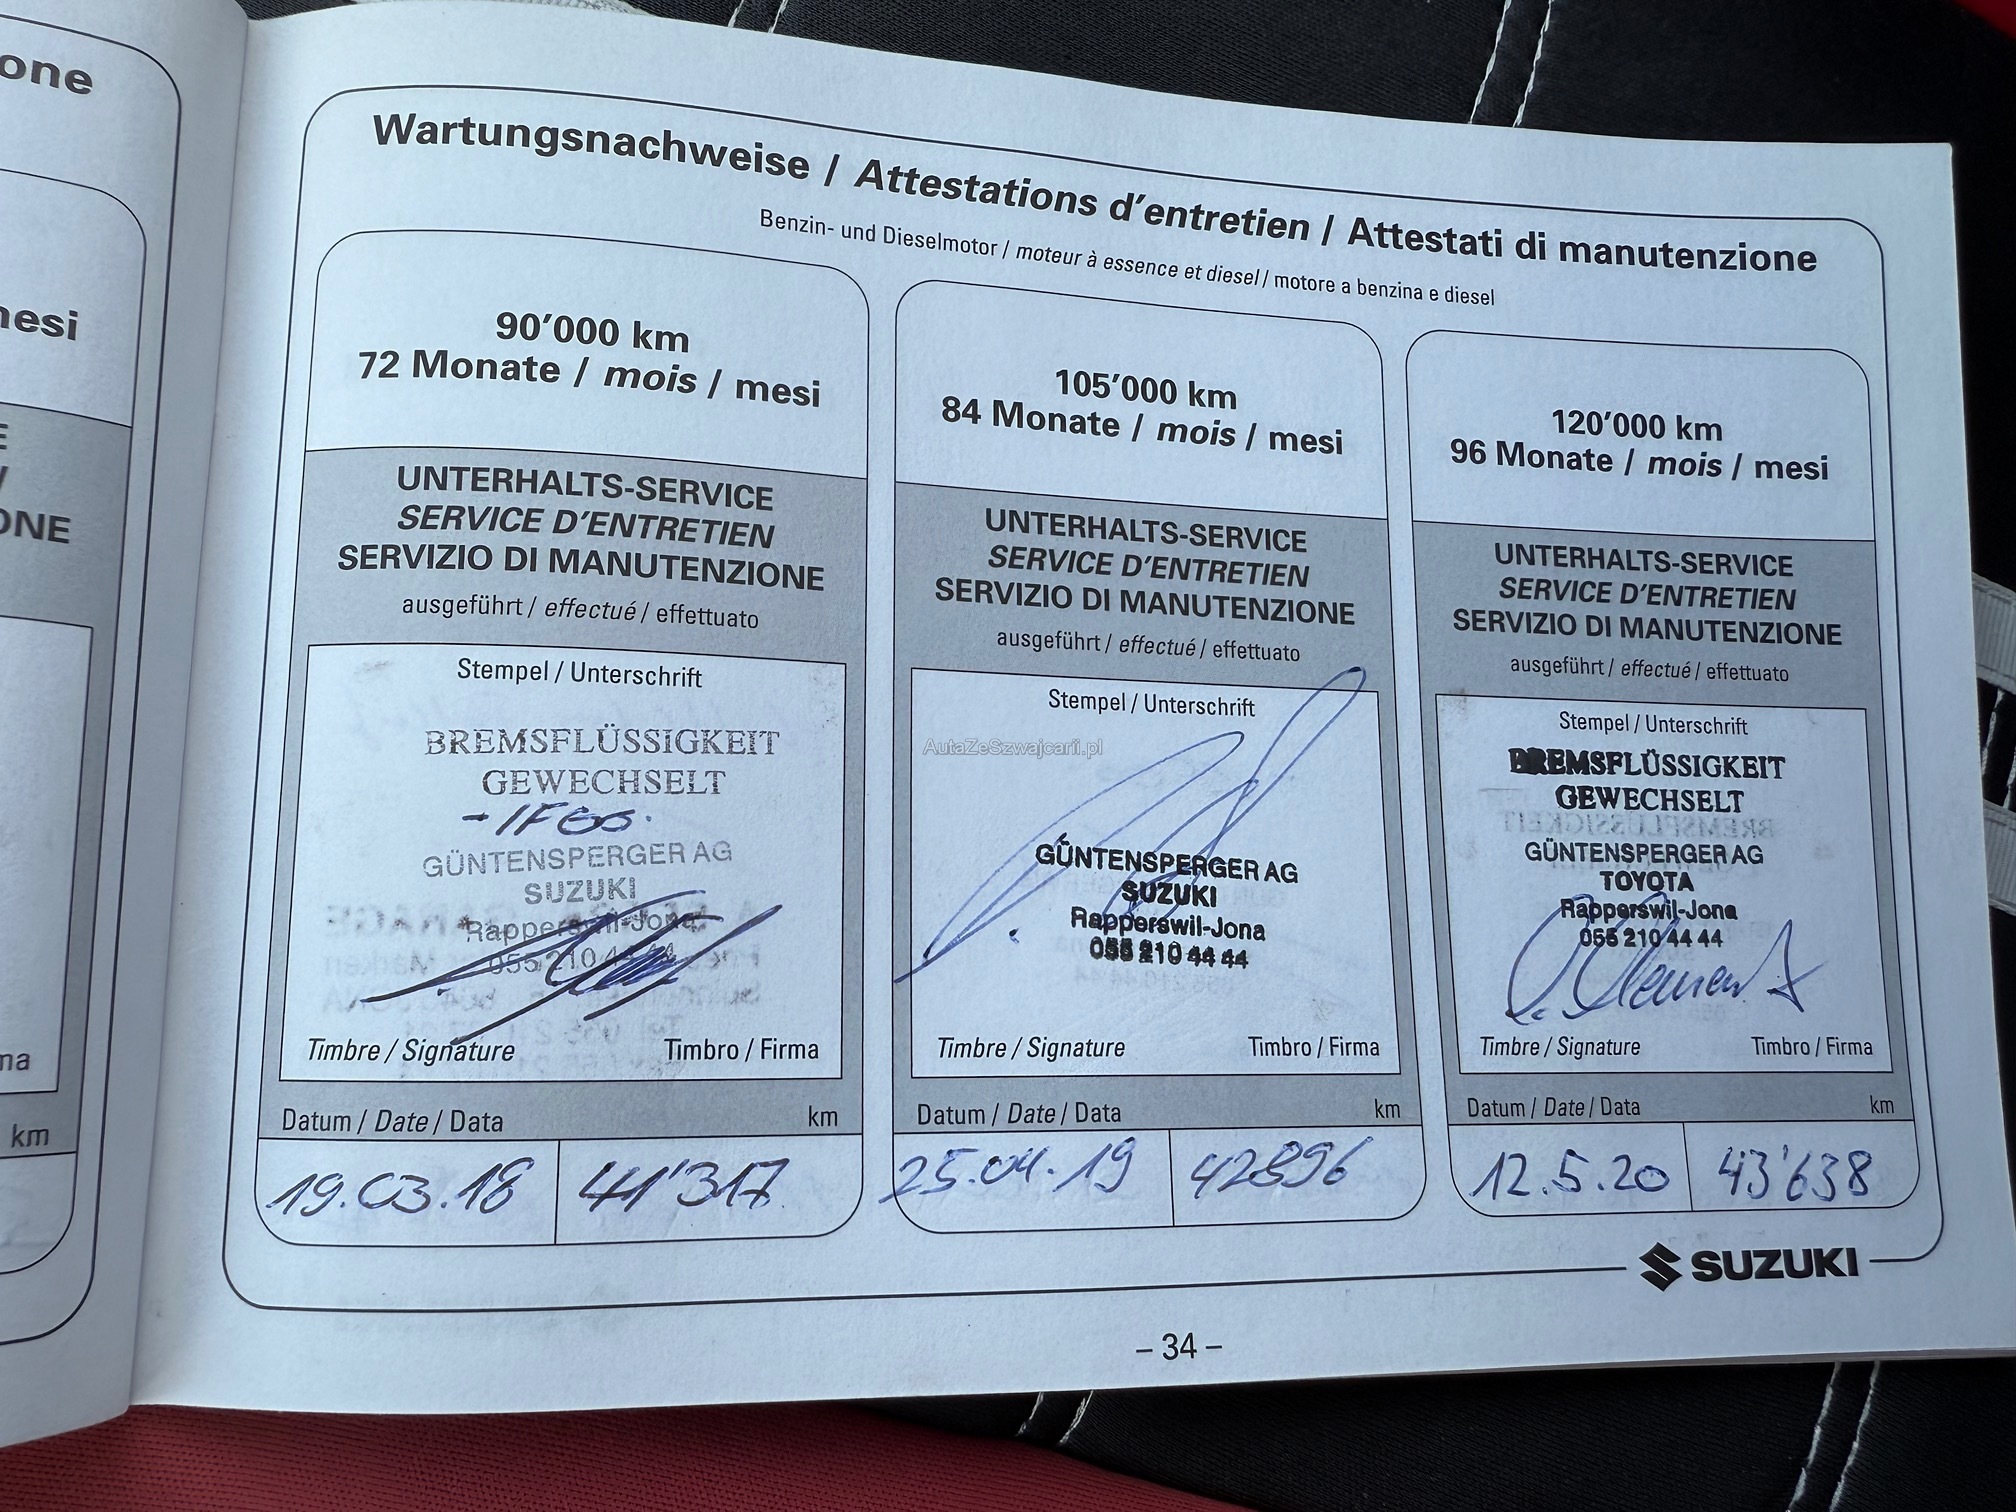 one
nesi
E
ONE
na
km
Wartungsnachweise / Attestations d'entretien / Attestati di manutenzione
Benzin- und Dieselmotor / moteur à essence et diesel / motore a benzina e diesel
90'000 km
72 Monate / mois / mesi
UNTERHALTS-SERVICE
SERVICE D'ENTRETIEN
SERVIZIO DI MANUTENZIONE
ausgeführt / effectué / effettuato
Stempel / Unterschrift
BREMSFLÜSSIGKEIT
GEWECHSELT
GÜNTENSPERGER AG
SUZUKI
Rapperswil-Jona
055 210 44 44
Timbre / Signature Timbro / Firma
Datum / Date / Data km
19.03.18 41'317
105'000 km
84 Monate / mois / mesi
UNTERHALTS-SERVICE
SERVICE D'ENTRETIEN
SERVIZIO DI MANUTENZIONE
ausgeführt / effectué / effettuato
Stempel / Unterschrift
AutaZeSzwajcarii.pl
GÜNTENSPERGER AG
SUZUKI
Rapperswil-Jona
055 210 44 44
Timbre / Signature Timbro / Firma
Datum / Date / Data km
25.04.19 42896
120'000 km
96 Monate / mois / mesi
UNTERHALTS-SERVICE
SERVICE D'ENTRETIEN
SERVIZIO DI MANUTENZIONE
ausgeführt / effectué / effettuato
Stempel / Unterschrift
BREMSFLÜSSIGKEIT
GEWECHSELT
GÜNTENSPERGER AG
TOYOTA
Rapperswil-Jona
055 210 44 44
Timbre / Signature Timbro / Firma
Datum / Date / Data km
12.5.20 43'638
SUZUKI
– 34 –